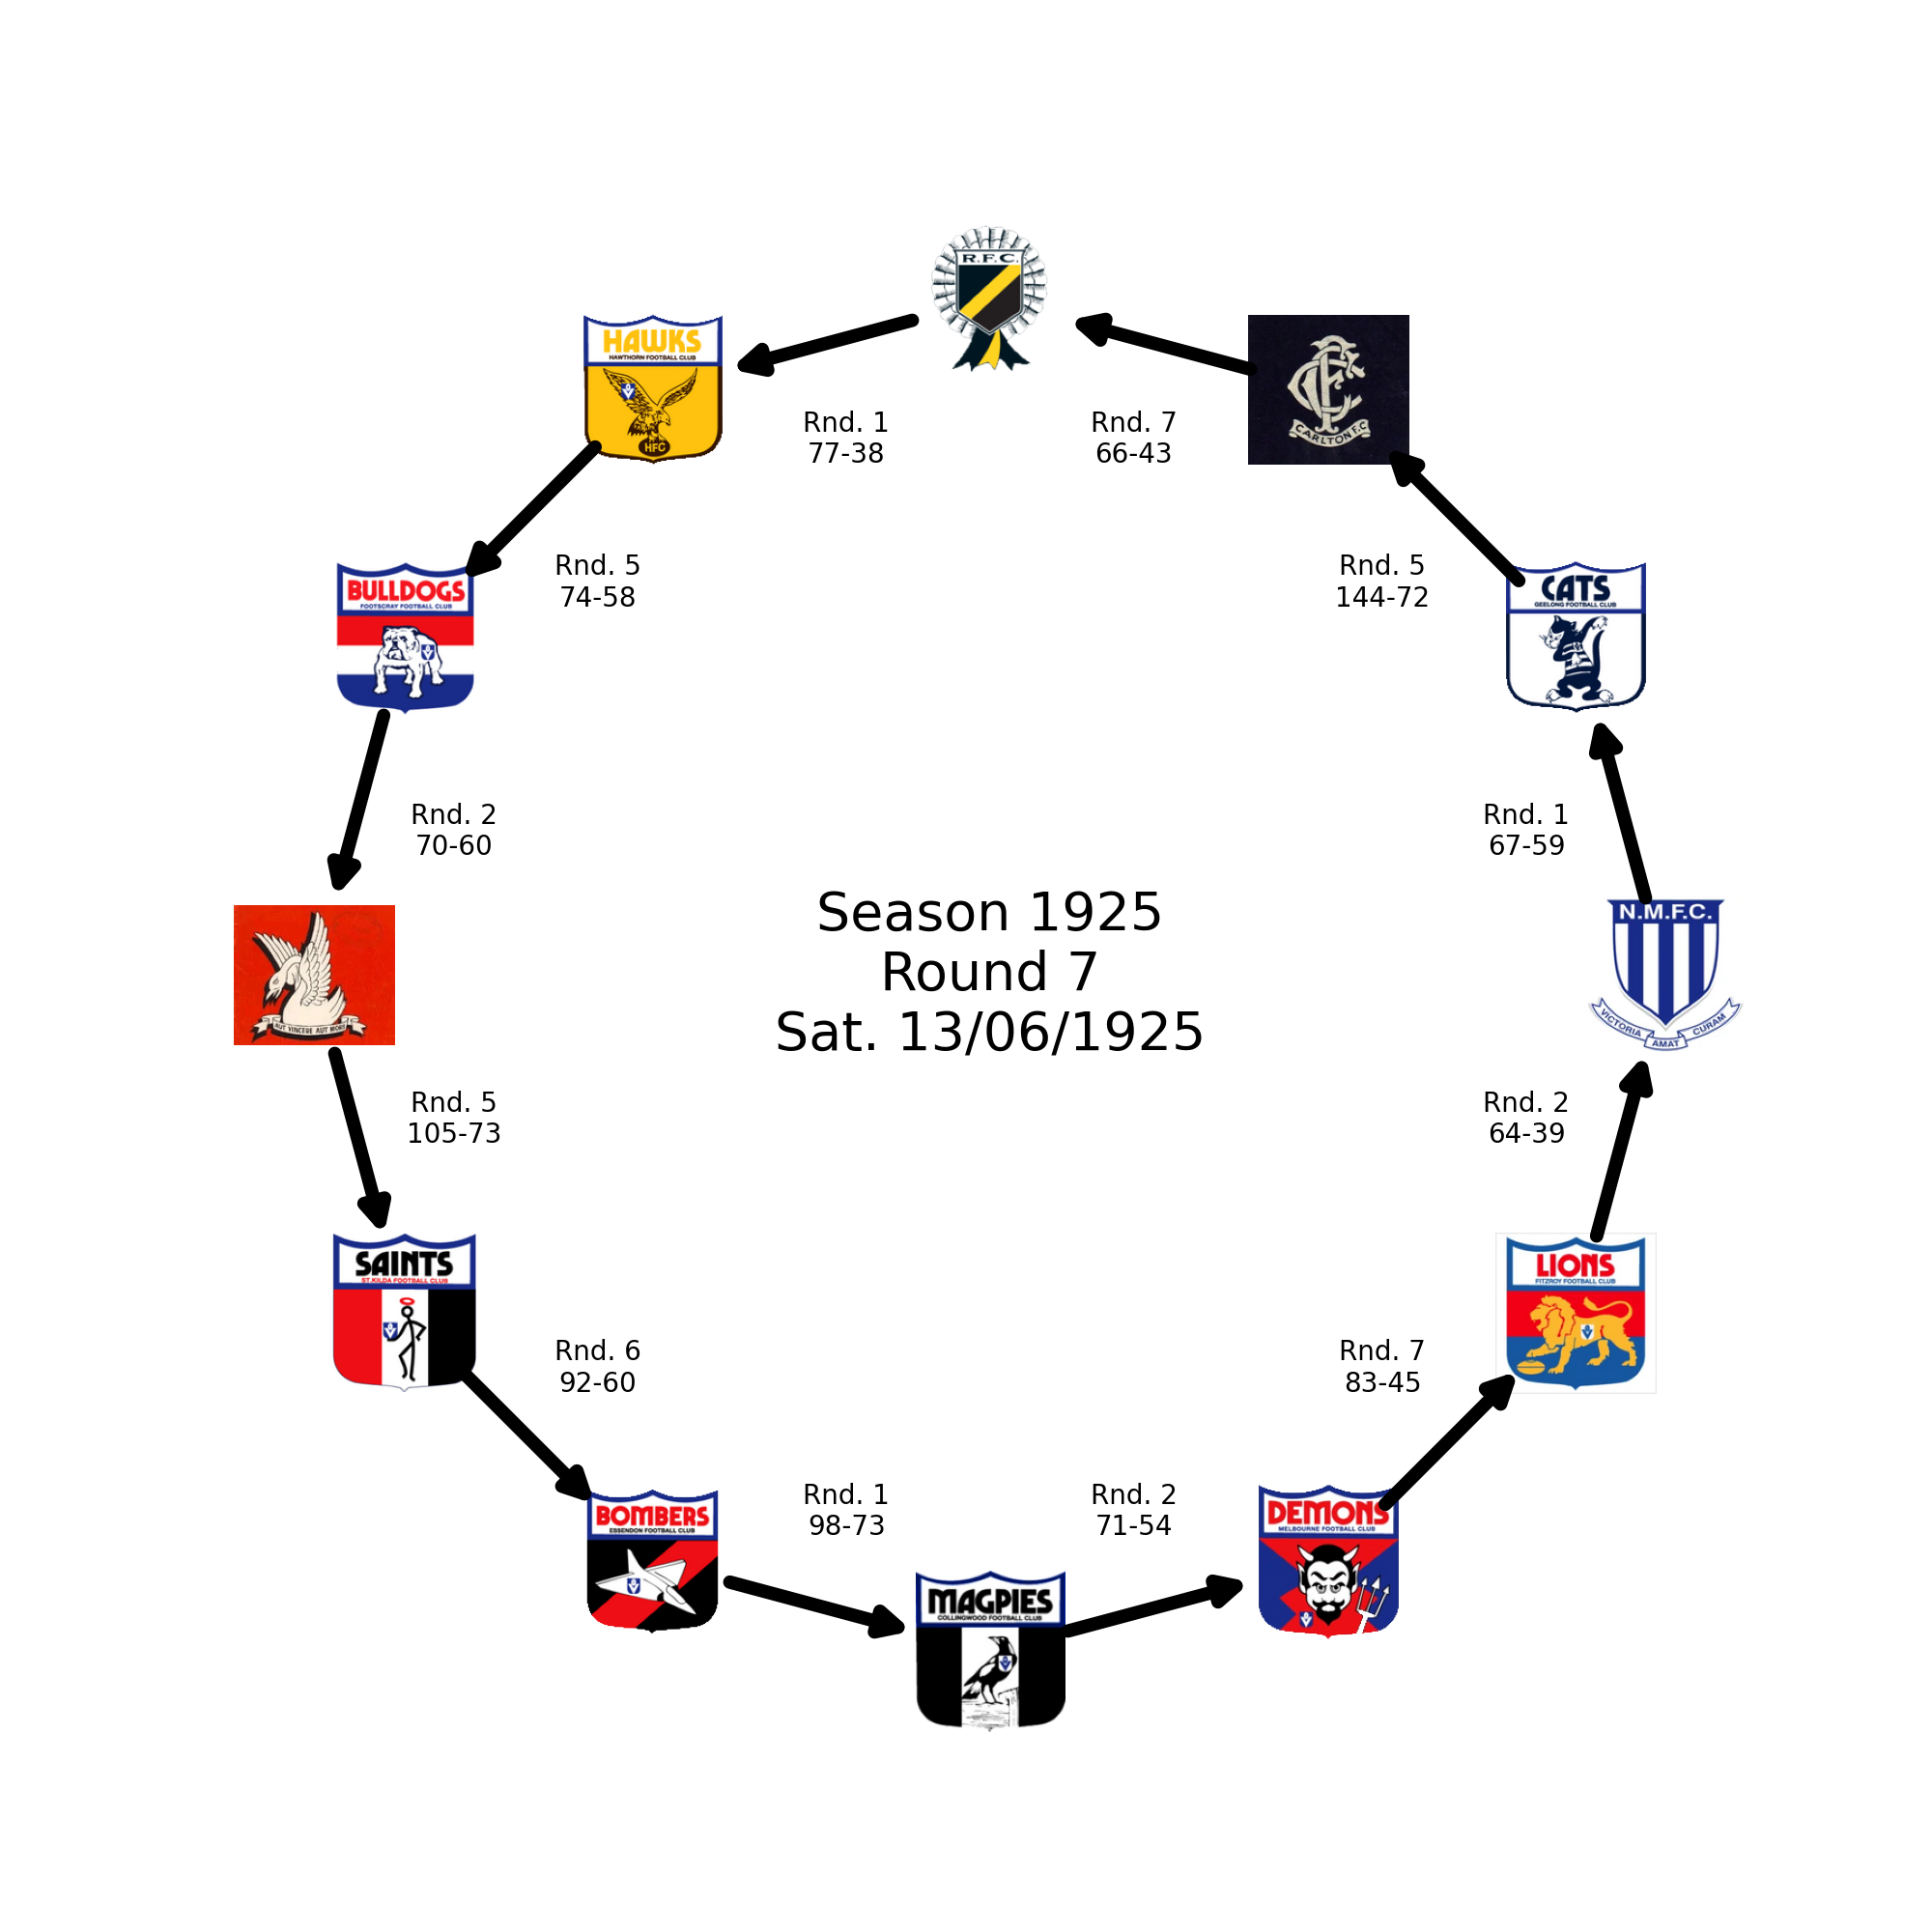 R.F.C.
HAWKS
HAWTHORN FOOTBALL CLUB
HFC
CARLTON F.C
Rnd. 1
77-38
Rnd. 7
66-43
BULLDOGS
FOOTSCRAY FOOTBALL CLUB
Rnd. 5
74-58
Rnd. 5
144-72
CATS
GEELONG FOOTBALL CLUB
Rnd. 2
70-60
Rnd. 1
67-59
AUT VINCERE AUT MORI
Season 1925
Round 7
Sat. 13/06/1925
N.M.F.C.
VICTORIA
AMAT
CURAM
Rnd. 5
105-73
Rnd. 2
64-39
SAINTS
ST.KILDA FOOTBALL CLUB
LIONS
FITZROY FOOTBALL CLUB
Rnd. 6
92-60
Rnd. 7
83-45
BOMBERS
ESSENDON FOOTBALL CLUB
Rnd. 1
98-73
Rnd. 2
71-54
DEMONS
MELBOURNE FOOTBALL CLUB
MAGPIES
COLLINGWOOD FOOTBALL CLUB